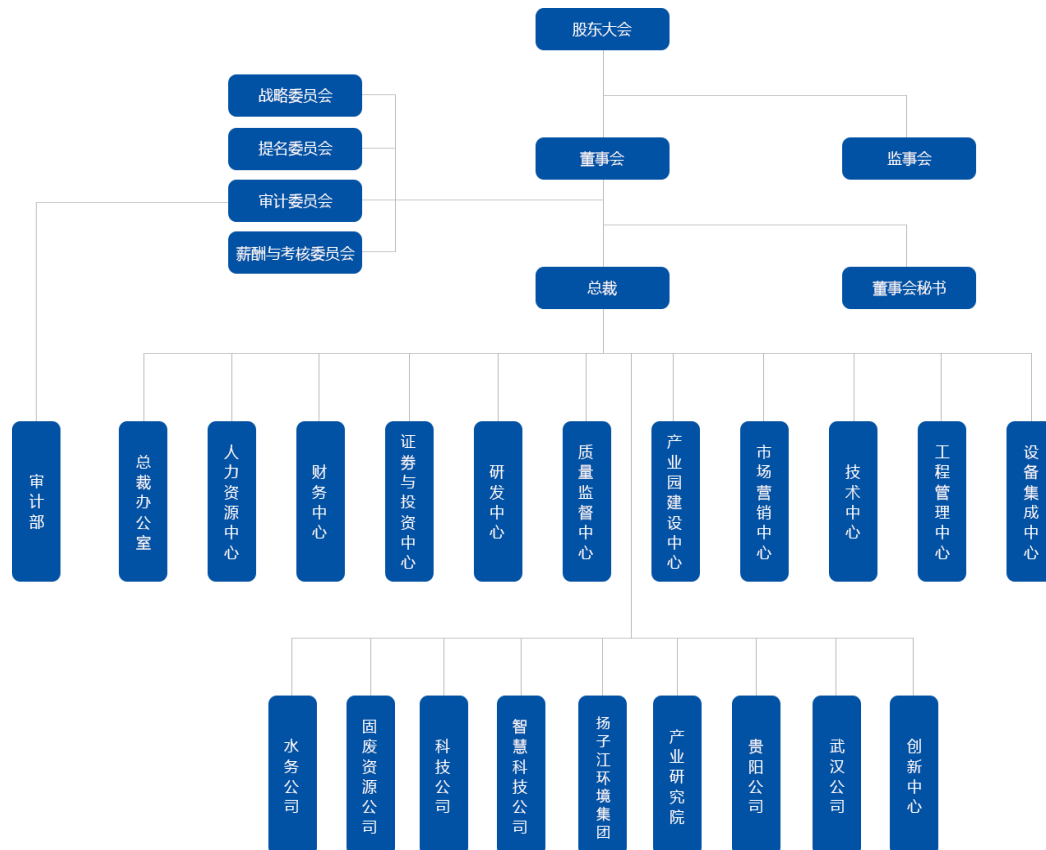 股东大会
战略委员会
提名委员会
董事会
监事会
审计委员会
薪酬与考核委员会
总裁
董事会秘书
审计部
总裁办公室
人力资源中心
财务中心
证券与投资中心
研发中心
质量监督中心
产业园建设中心
市场营销中心
技术中心
工程管理中心
设备集成中心
水务公司
固废资源公司
科技公司
智慧科技公司
扬子江环境集团
产业研究院
贵阳公司
武汉公司
创新中心